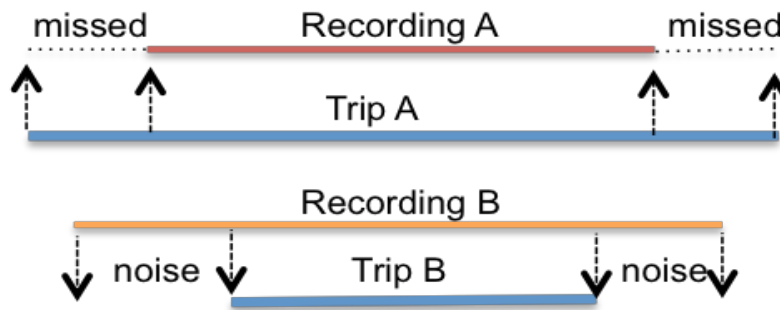 missed Recording A missed
Trip A
Recording B
noise Trip B noise